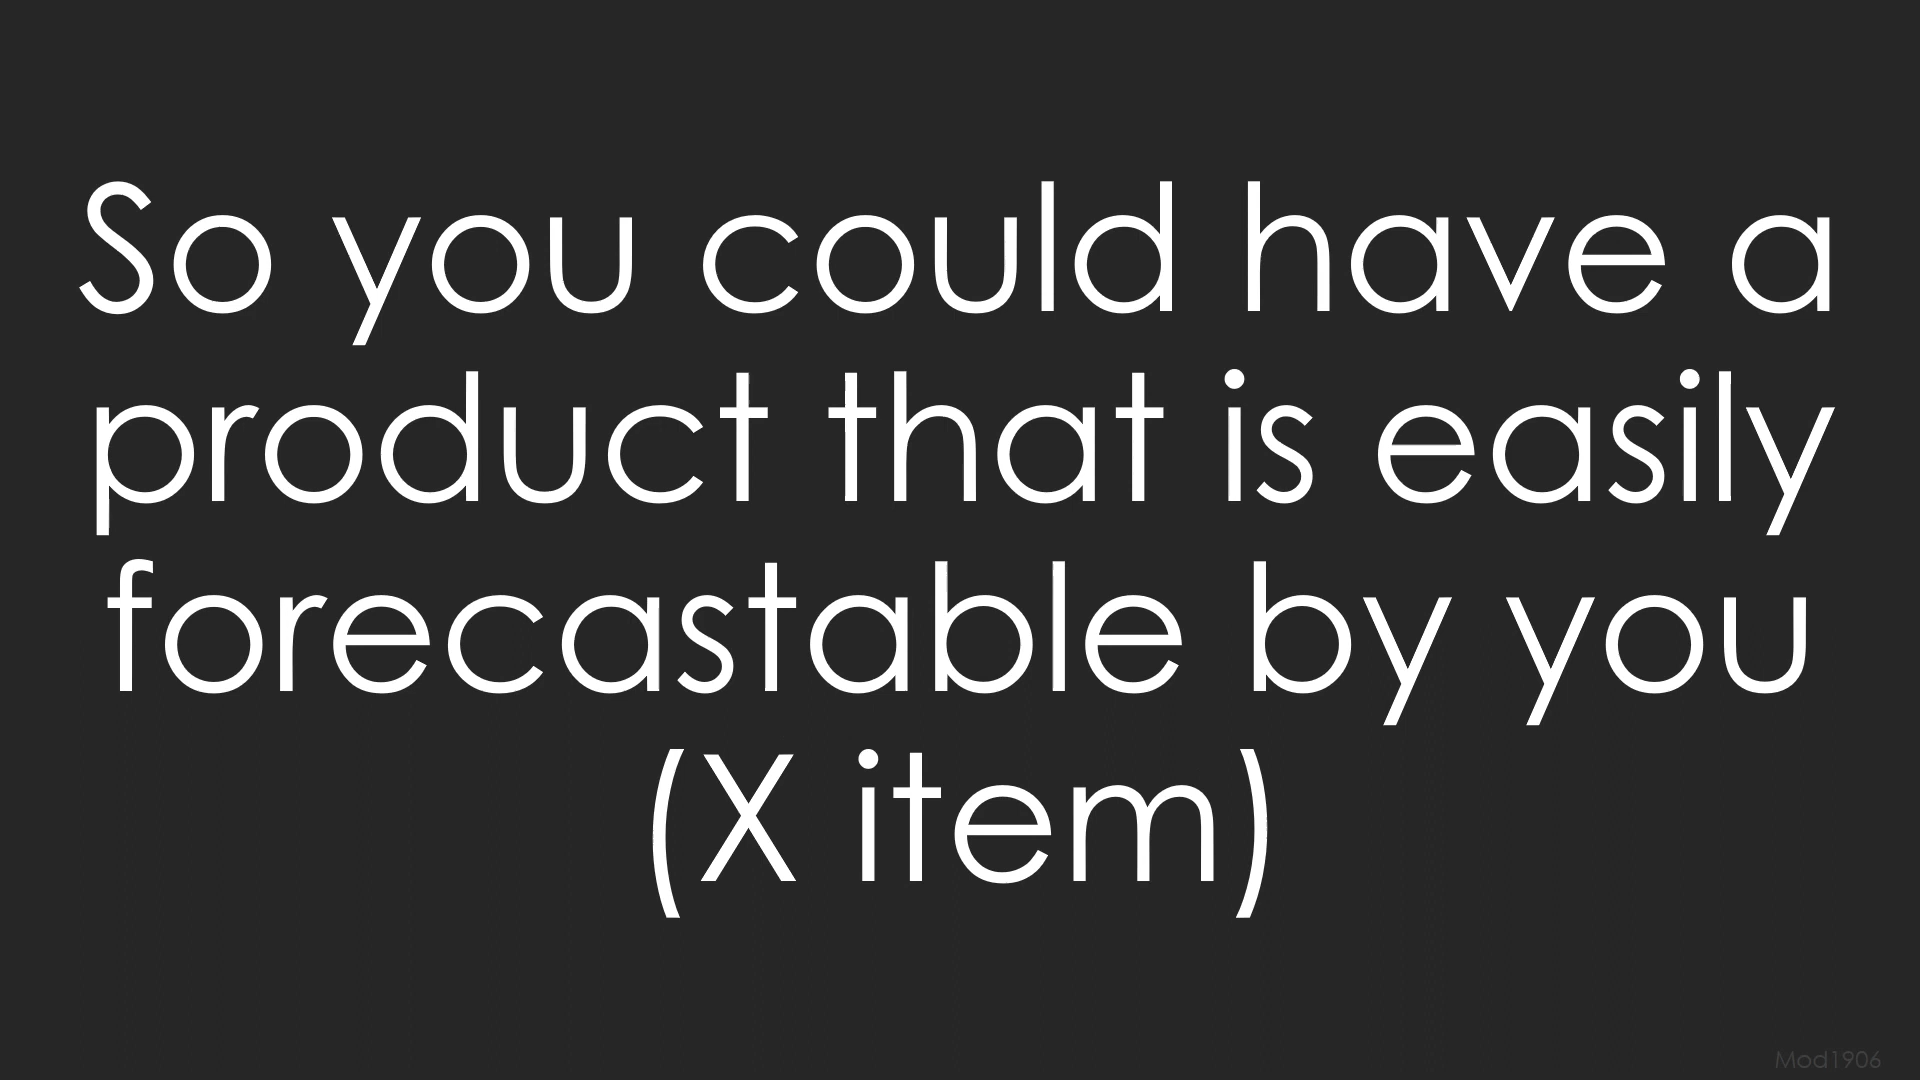 So you could have a
product that is easily
forecastable by you
(X item)
Mod1906